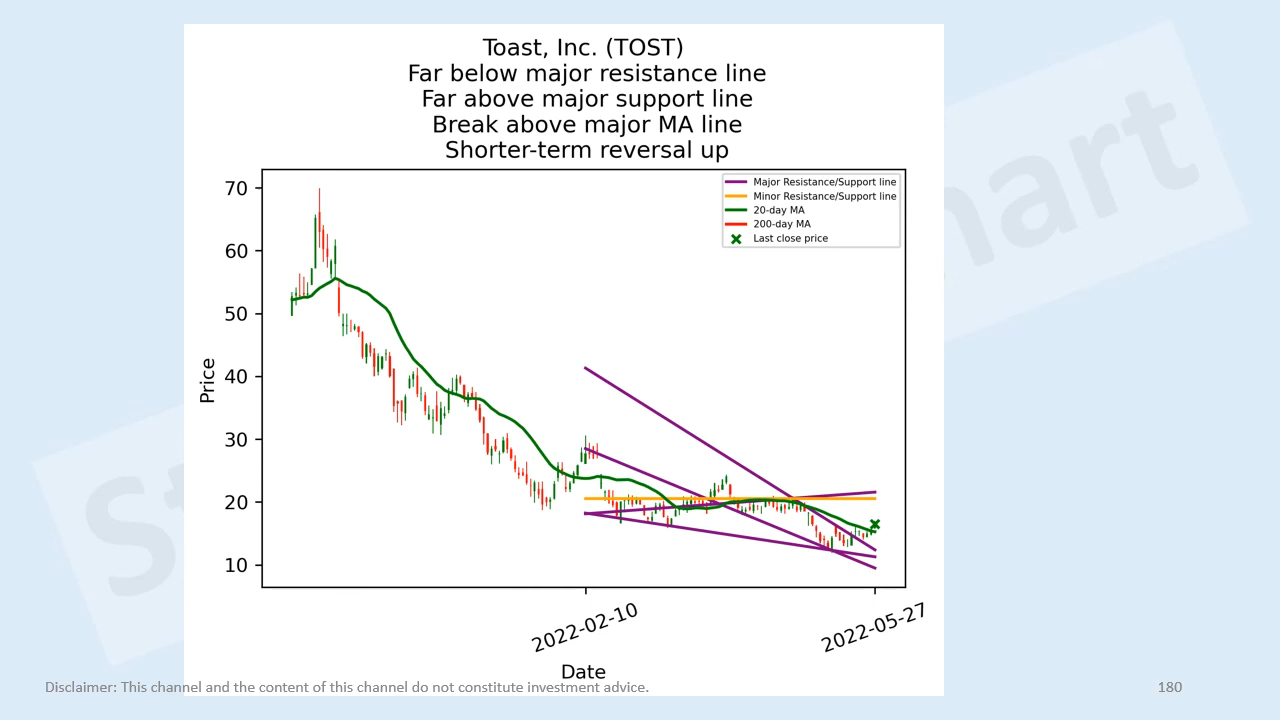 Toast, Inc. (TOST)
Far below major resistance line
Far above major support line
Break above major MA line
Shorter-term reversal up
Major Resistance/Support line
Minor Resistance/Support line
20-day MA
200-day MA
Last close price
70
60
50
40
30
20
10
Price
2022-02-10
2022-05-27
Date
Disclaimer: This channel and the content of this channel do not constitute investment advice.
180